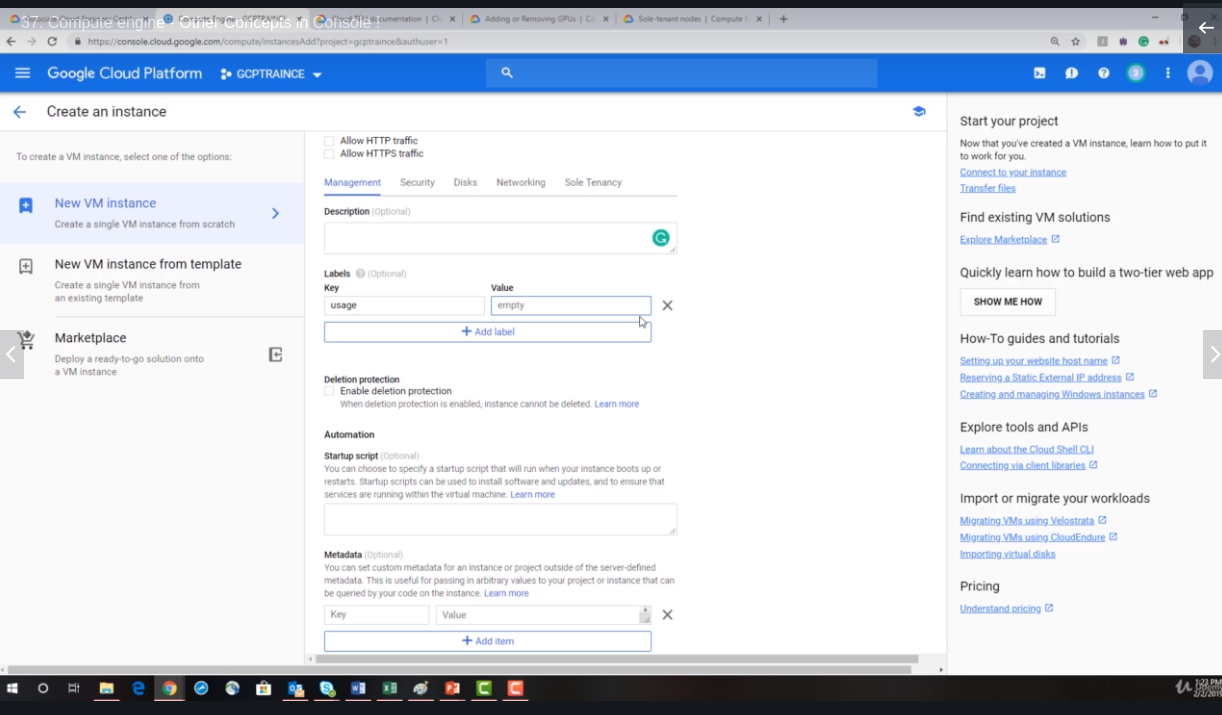 37. Compute engine - Other Concepts in Console !
Documentation | Cl
Adding or Removing GPUs | Co
Sole-tenant nodes | Compute E
https://console.cloud.google.com/compute/instancesAdd?project=gcptraince&authuser=1
Google Cloud Platform
GCPTRAINCE
3
Create an instance
To create a VM instance, select one of the options:
New VM instance
Create a single VM instance from scratch
New VM instance from template
Create a single VM instance from
an existing template
Marketplace
Deploy a ready-to-go solution onto
a VM instance
Allow HTTP traffic
Allow HTTPS traffic
Management Security Disks Networking Sole Tenancy
Description (Optional)
Labels (Optional)
Key Value
usage empty
+ Add label
Deletion protection
Enable deletion protection
When deletion protection is enabled, instance cannot be deleted. Learn more
Automation
Startup script (Optional)
You can choose to specify a startup script that will run when your instance boots up or
restarts. Startup scripts can be used to install software and updates, and to ensure that
services are running within the virtual machine. Learn more
Metadata (Optional)
You can set custom metadata for an instance or project outside of the server-defined
metadata. This is useful for passing in arbitrary values to your project or instance that can
be queried by your code on the instance. Learn more
Key Value
+ Add item
Start your project
Now that you've created a VM instance, learn how to put it
to work for you.
Connect to your instance
Transfer files
Find existing VM solutions
Explore Marketplace
Quickly learn how to build a two-tier web app
SHOW ME HOW
How-To guides and tutorials
Setting up your website host name
Reserving a Static External IP address
Creating and managing Windows instances
Explore tools and APIs
Learn about the Cloud Shell CLI
Connecting via client libraries
Import or migrate your workloads
Migrating VMs using Velostrata
Migrating VMs using CloudEndure
Importing virtual disks
Pricing
Understand pricing
1:23 PM
2/2/2019